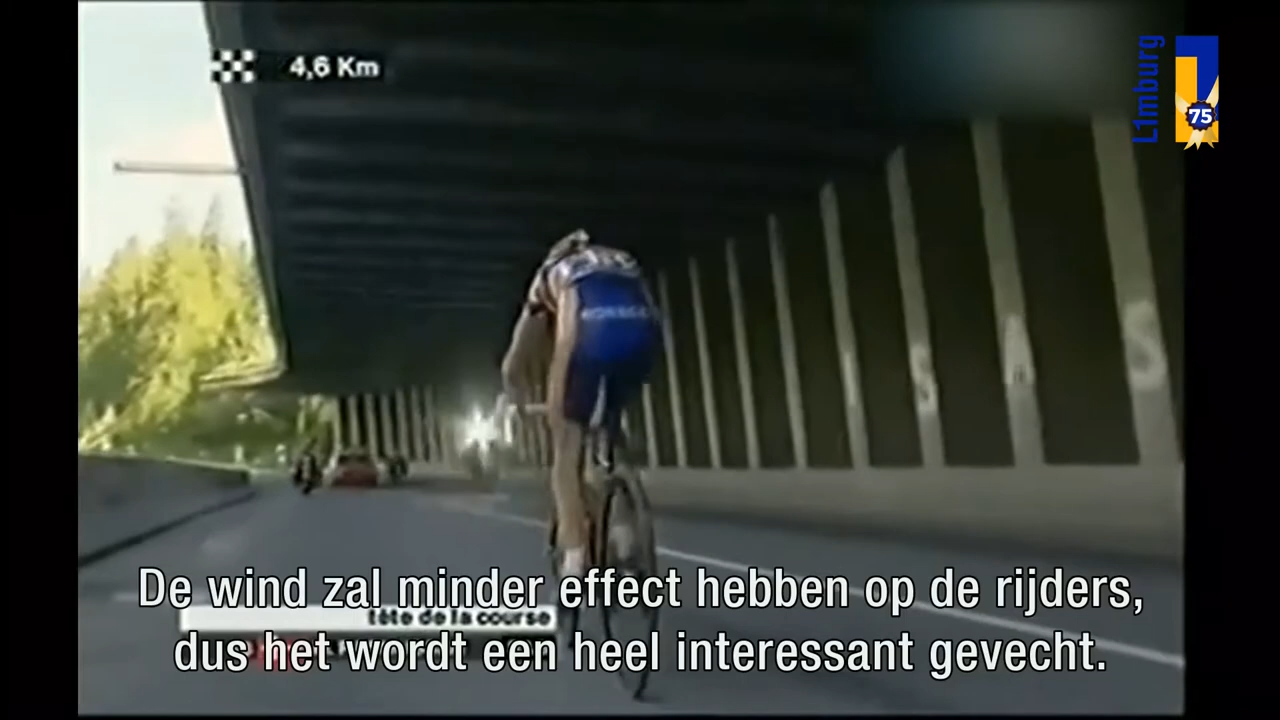 4,6 Km
L1mburg
75
De wind zal minder effect hebben op de rijders,
tête de la course
dus het wordt een heel interessant gevecht.